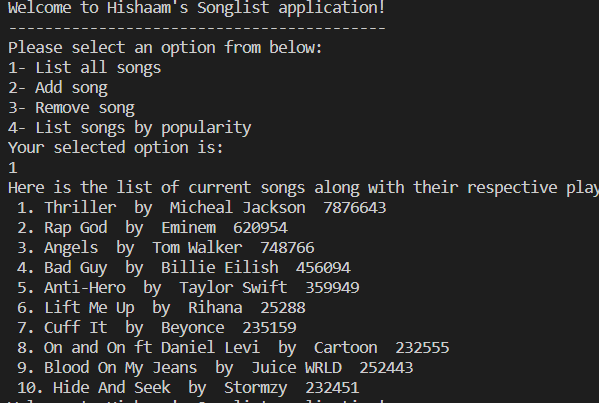 Welcome to Hishaam's Songlist application!
-----------------------------------------
Please select an option from below:
1- List all songs
2- Add song
3- Remove song
4- List songs by popularity
Your selected option is:
1
Here is the list of current songs along with their respective play
1. Thriller by Micheal Jackson 7876643
2. Rap God by Eminem 620954
3. Angels by Tom Walker 748766
4. Bad Guy by Billie Eilish 456094
5. Anti-Hero by Taylor Swift 359949
6. Lift Me Up by Rihana 25288
7. Cuff It by Beyonce 235159
8. On and On ft Daniel Levi by Cartoon 232555
9. Blood On My Jeans by Juice WRLD 252443
10. Hide And Seek by Stormzy 232451